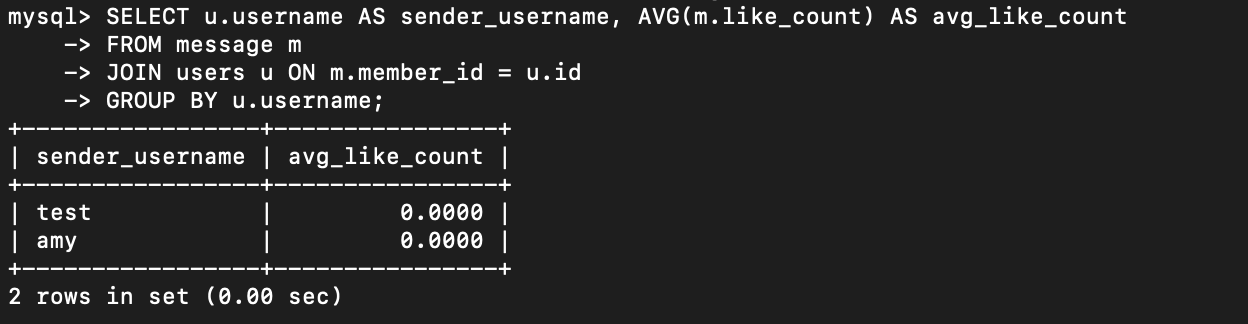 mysql> SELECT u.username AS sender_username, AVG(m.like_count) AS avg_like_count
    -> FROM message m
    -> JOIN users u ON m.member_id = u.id
    -> GROUP BY u.username;
+-----------------+----------------+
| sender_username | avg_like_count |
+-----------------+----------------+
| test            |         0.0000 |
| amy             |         0.0000 |
+-----------------+----------------+
2 rows in set (0.00 sec)